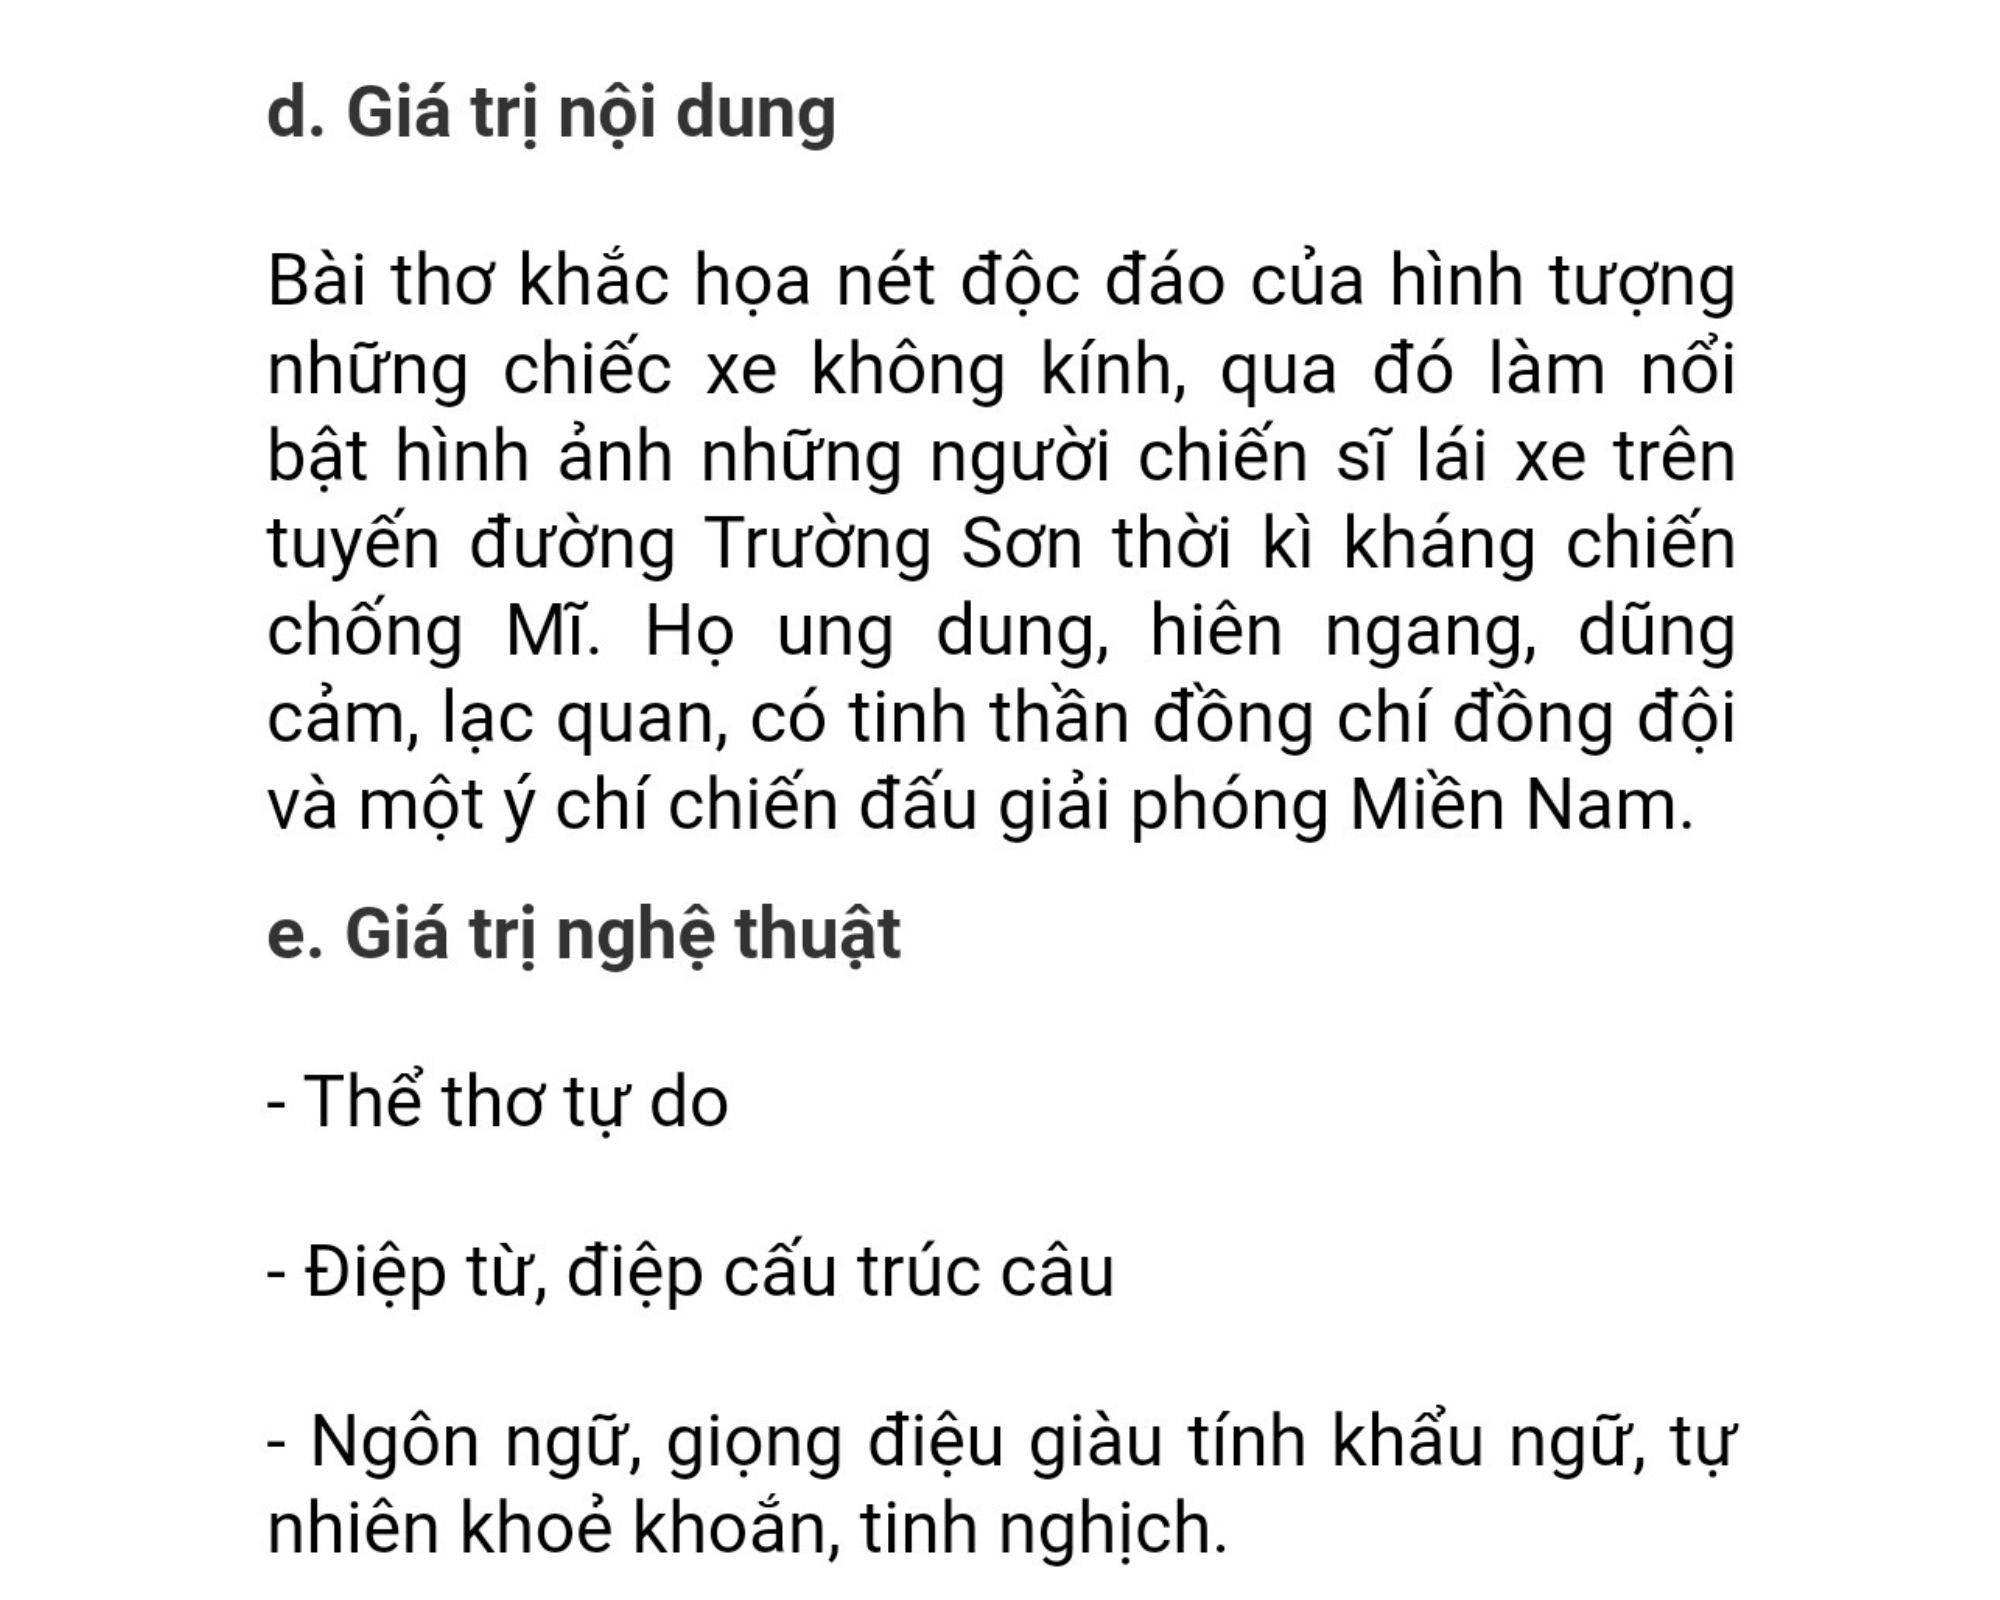 d. Giá trị nội dung
Bài thơ khắc họa nét độc đáo của hình tượng
những chiếc xe không kính, qua đó làm nổi
bật hình ảnh những người chiến sĩ lái xe trên
tuyến đường Trường Sơn thời kì kháng chiến
chống Mĩ. Họ ung dung, hiên ngang, dũng
cảm, lạc quan, có tinh thần đồng chí đồng đội
và một ý chí chiến đấu giải phóng Miền Nam.
e. Giá trị nghệ thuật
- Thể thơ tự do
- Điệp từ, điệp cấu trúc câu
- Ngôn ngữ, giọng điệu giàu tính khẩu ngữ, tự
nhiên khoẻ khoắn, tinh nghịch.